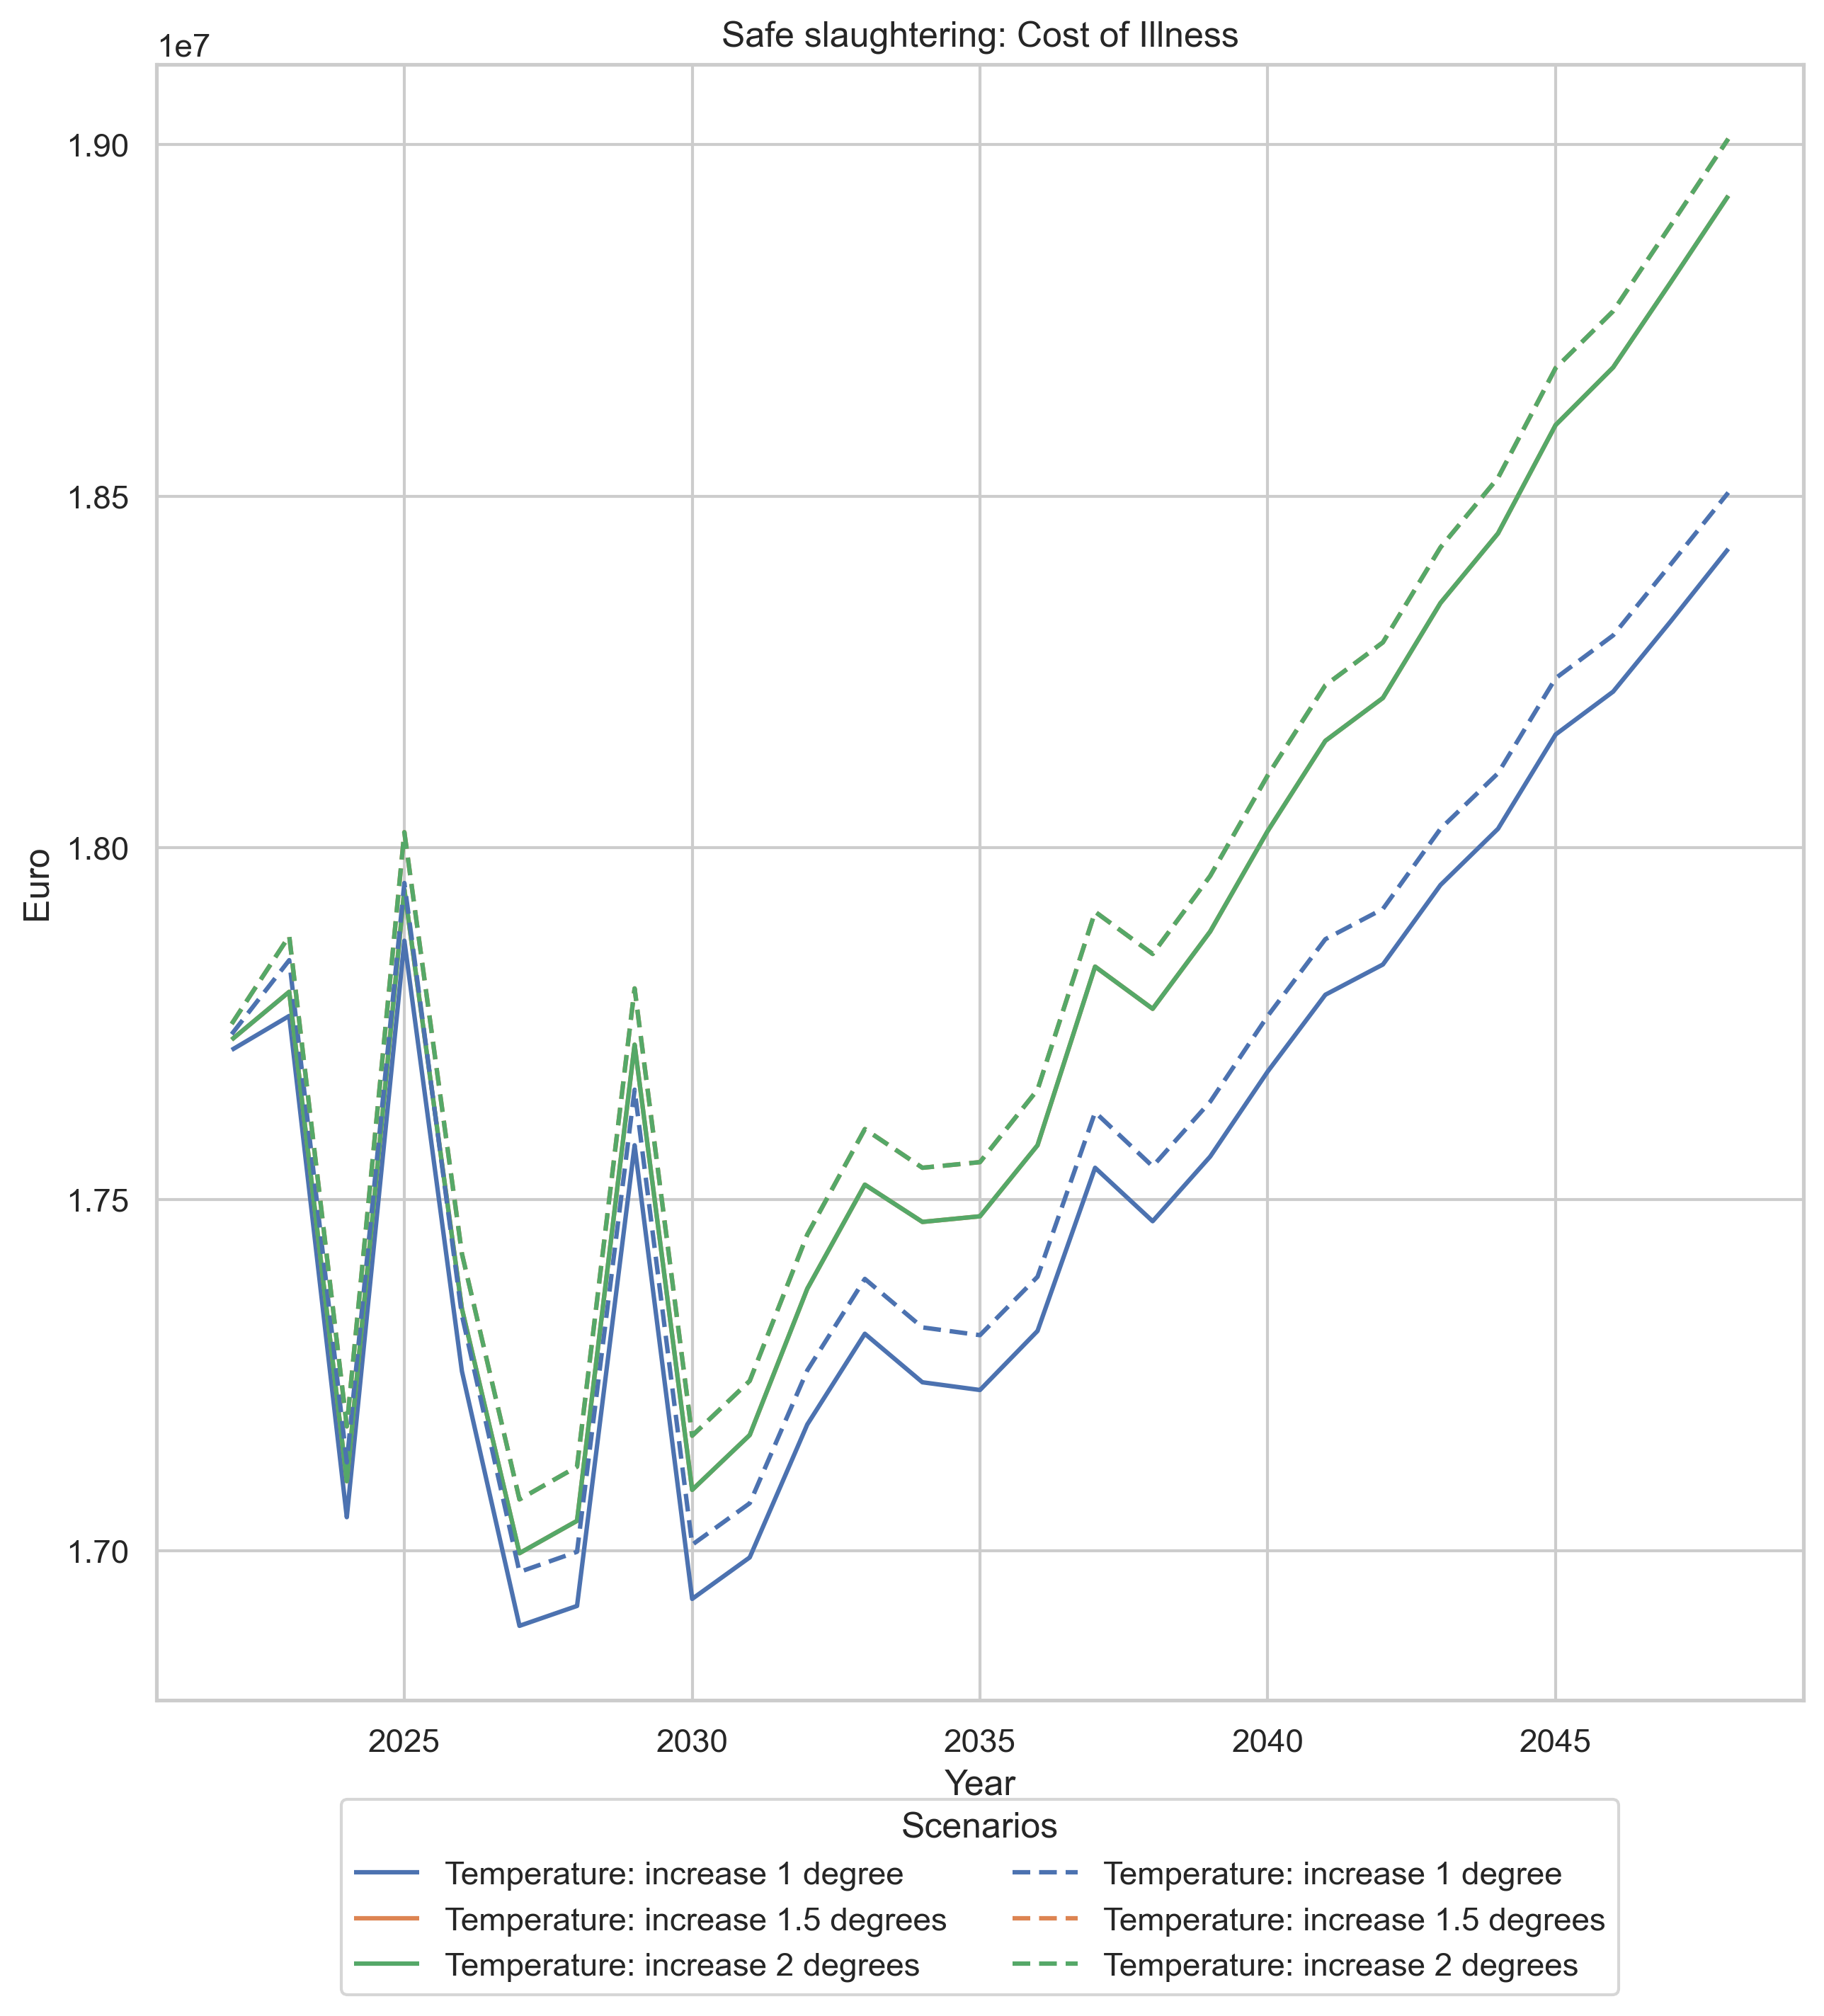 Safe slaughtering: Cost of Illness
1e7
1.90
1.85
1.80
1.75
1.70
Euro
2025 2030 2035 2040 2045
Year
Scenarios
Temperature: increase 1 degree Temperature: increase 1 degree
Temperature: increase 1.5 degrees Temperature: increase 1.5 degrees
Temperature: increase 2 degrees Temperature: increase 2 degrees